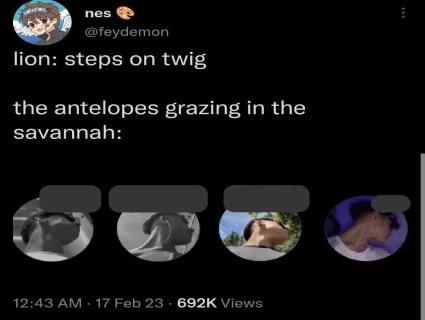 nes 🎨
@feydemon
lion: steps on twig
the antelopes grazing in the
savannah:
12:43 AM · 17 Feb 23 · 692K Views